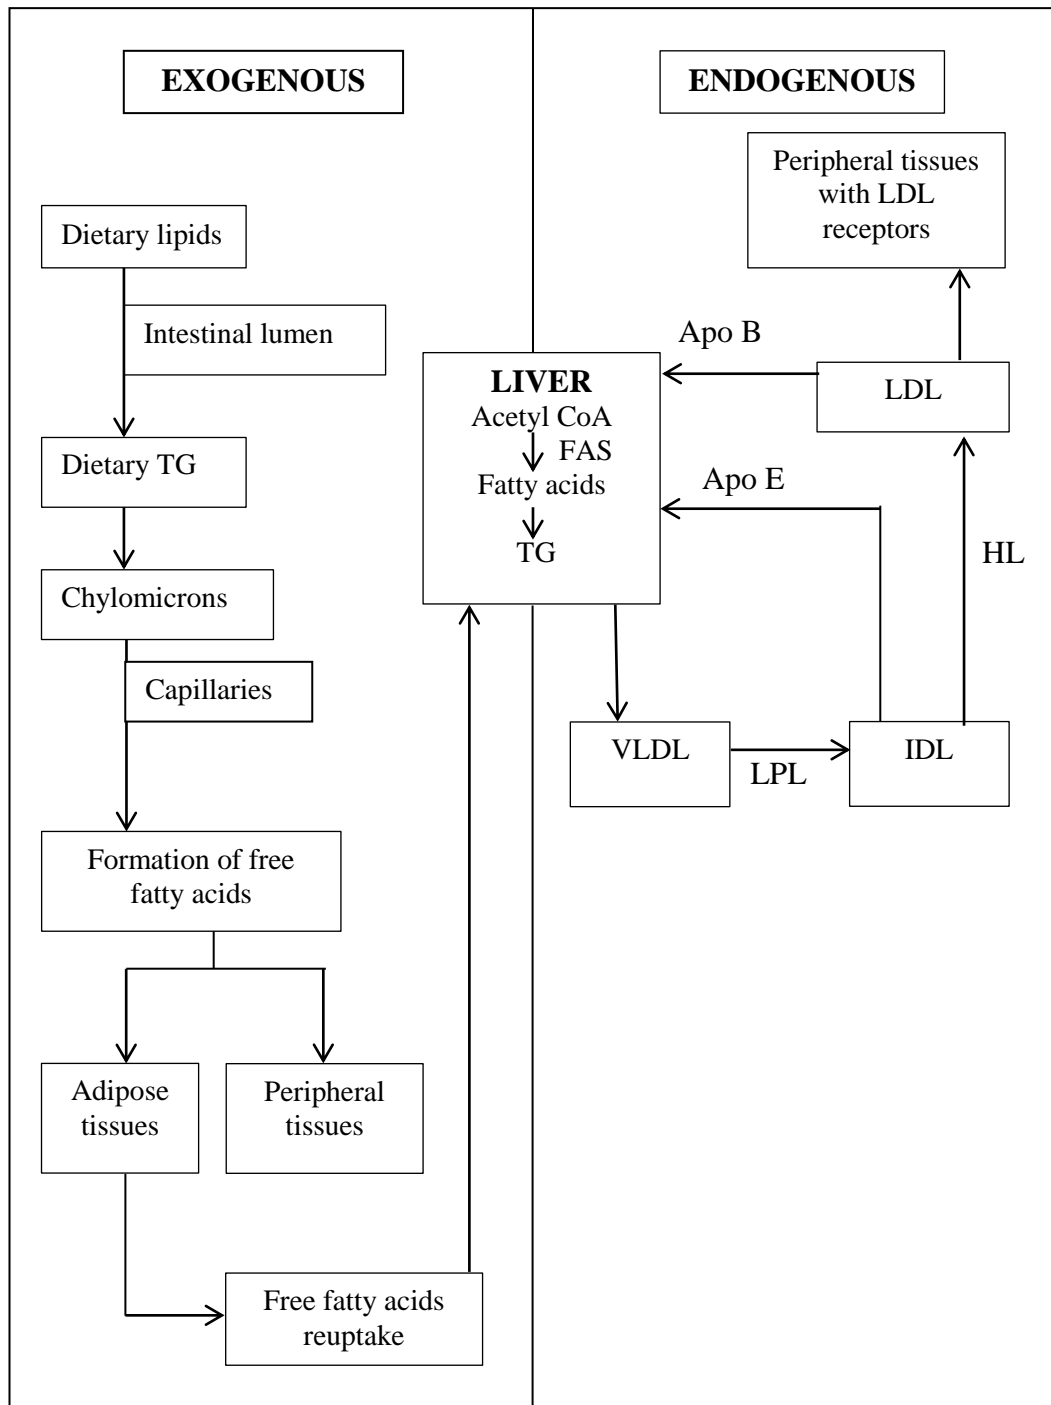 EXOGENOUS
Dietary lipids
Intestinal lumen
Dietary TG
Chylomicrons
Capillaries
Formation of free
fatty acids
Adipose
tissues
Peripheral
tissues
Free fatty acids
reuptake
LIVER
Acetyl CoA
FAS
Fatty acids
TG
ENDOGENOUS
Peripheral tissues
with LDL
receptors
Apo B
LDL
Apo E
HL
VLDL
LPL
IDL